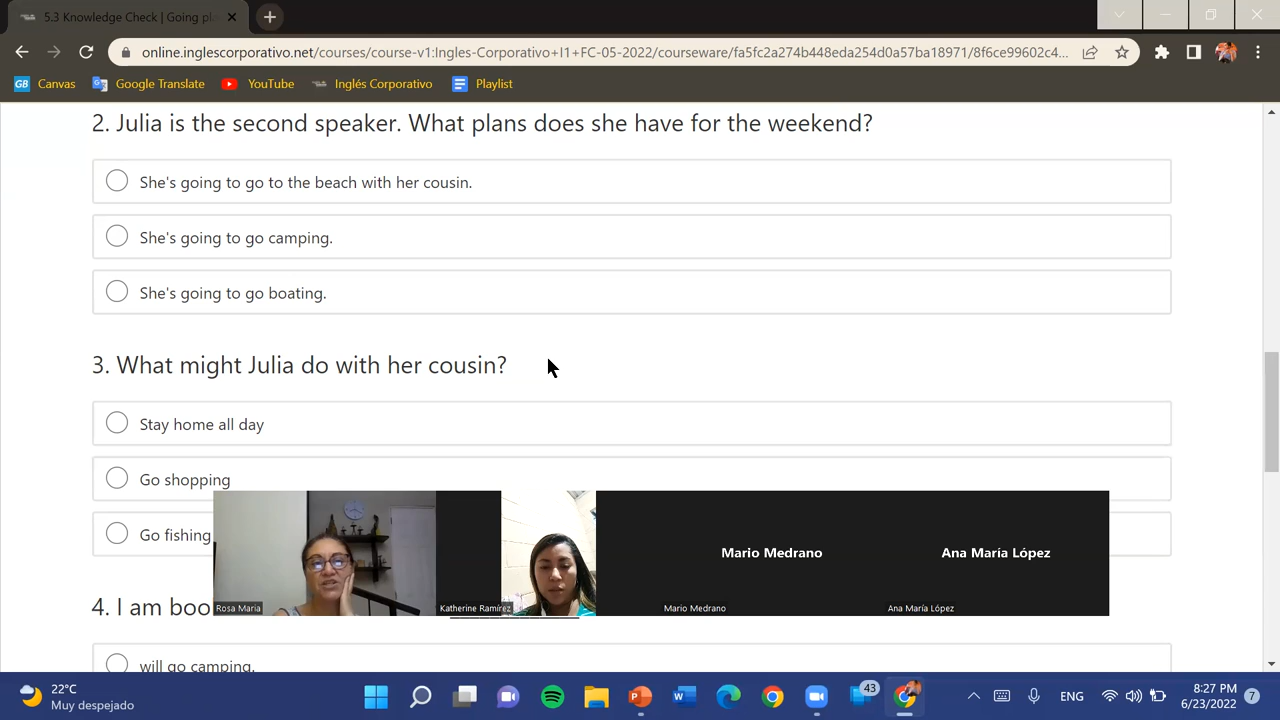 5.3 Knowledge Check | Going pla
online.inglescorporativo.net/courses/course-v1:Ingles-Corporativo+I1+FC-05-2022/courseware/fa5fc2a274b448eda254d0a57ba18971/8f6ce99602c4...
GB Canvas Google Translate YouTube Inglés Corporativo Playlist
2. Julia is the second speaker. What plans does she have for the weekend?
She's going to go to the beach with her cousin.
She's going to go camping.
She's going to go boating.
3. What might Julia do with her cousin?
Stay home all day
Go shopping
Go fishing
Mario Medrano
Ana María López
Rosa Maria
Katherine Ramírez
Mario Medrano
Ana María López
4. I am boo
will go camping.
22°C
Muy despejado
43
ENG
8:27 PM
6/23/2022
7